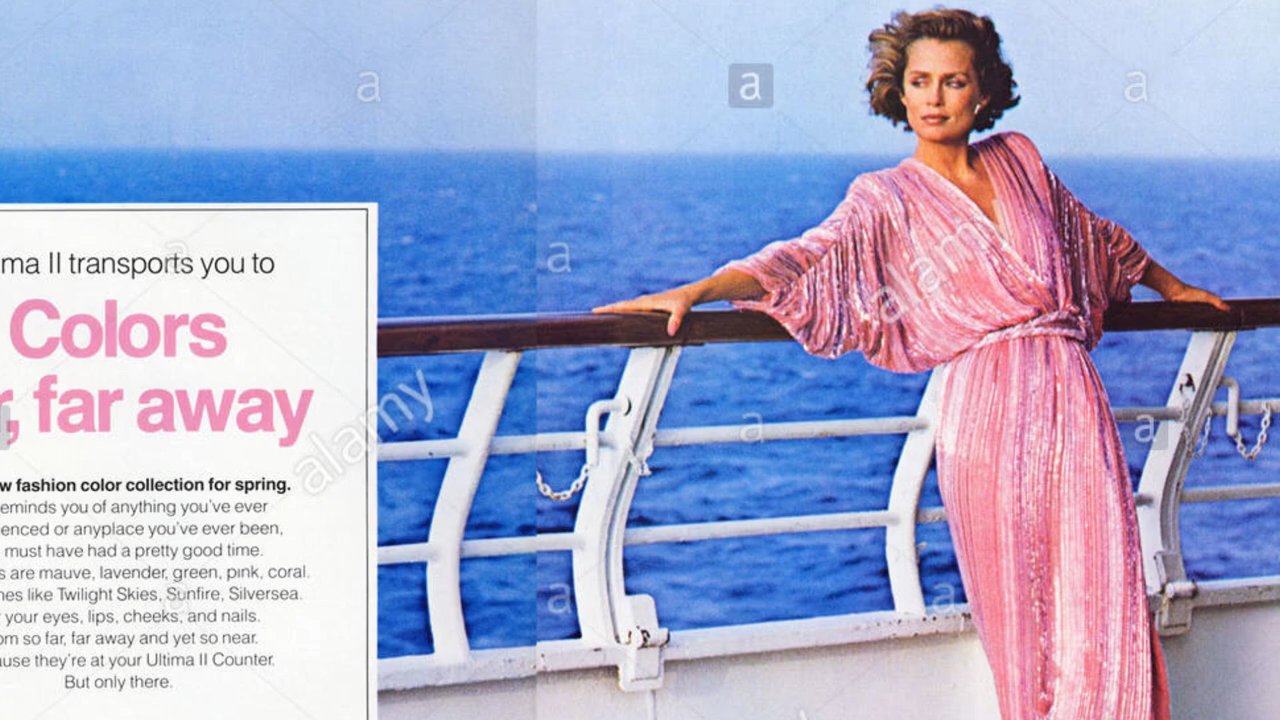 ma II transports you to
Colors
r, far away
w fashion color collection for spring.
eminds you of anything you've ever
enced or anyplace you've ever been,
must have had a pretty good time.
s are mauve, lavender, green, pink, coral.
nes like Twilight Skies, Sunfire, Silversea.
your eyes, lips, cheeks, and nails.
om so far, far away and yet so near.
ause they're at your Ultima II Counter.
But only there.
a
a
a
a
alamy
alamy
a
a
a
a